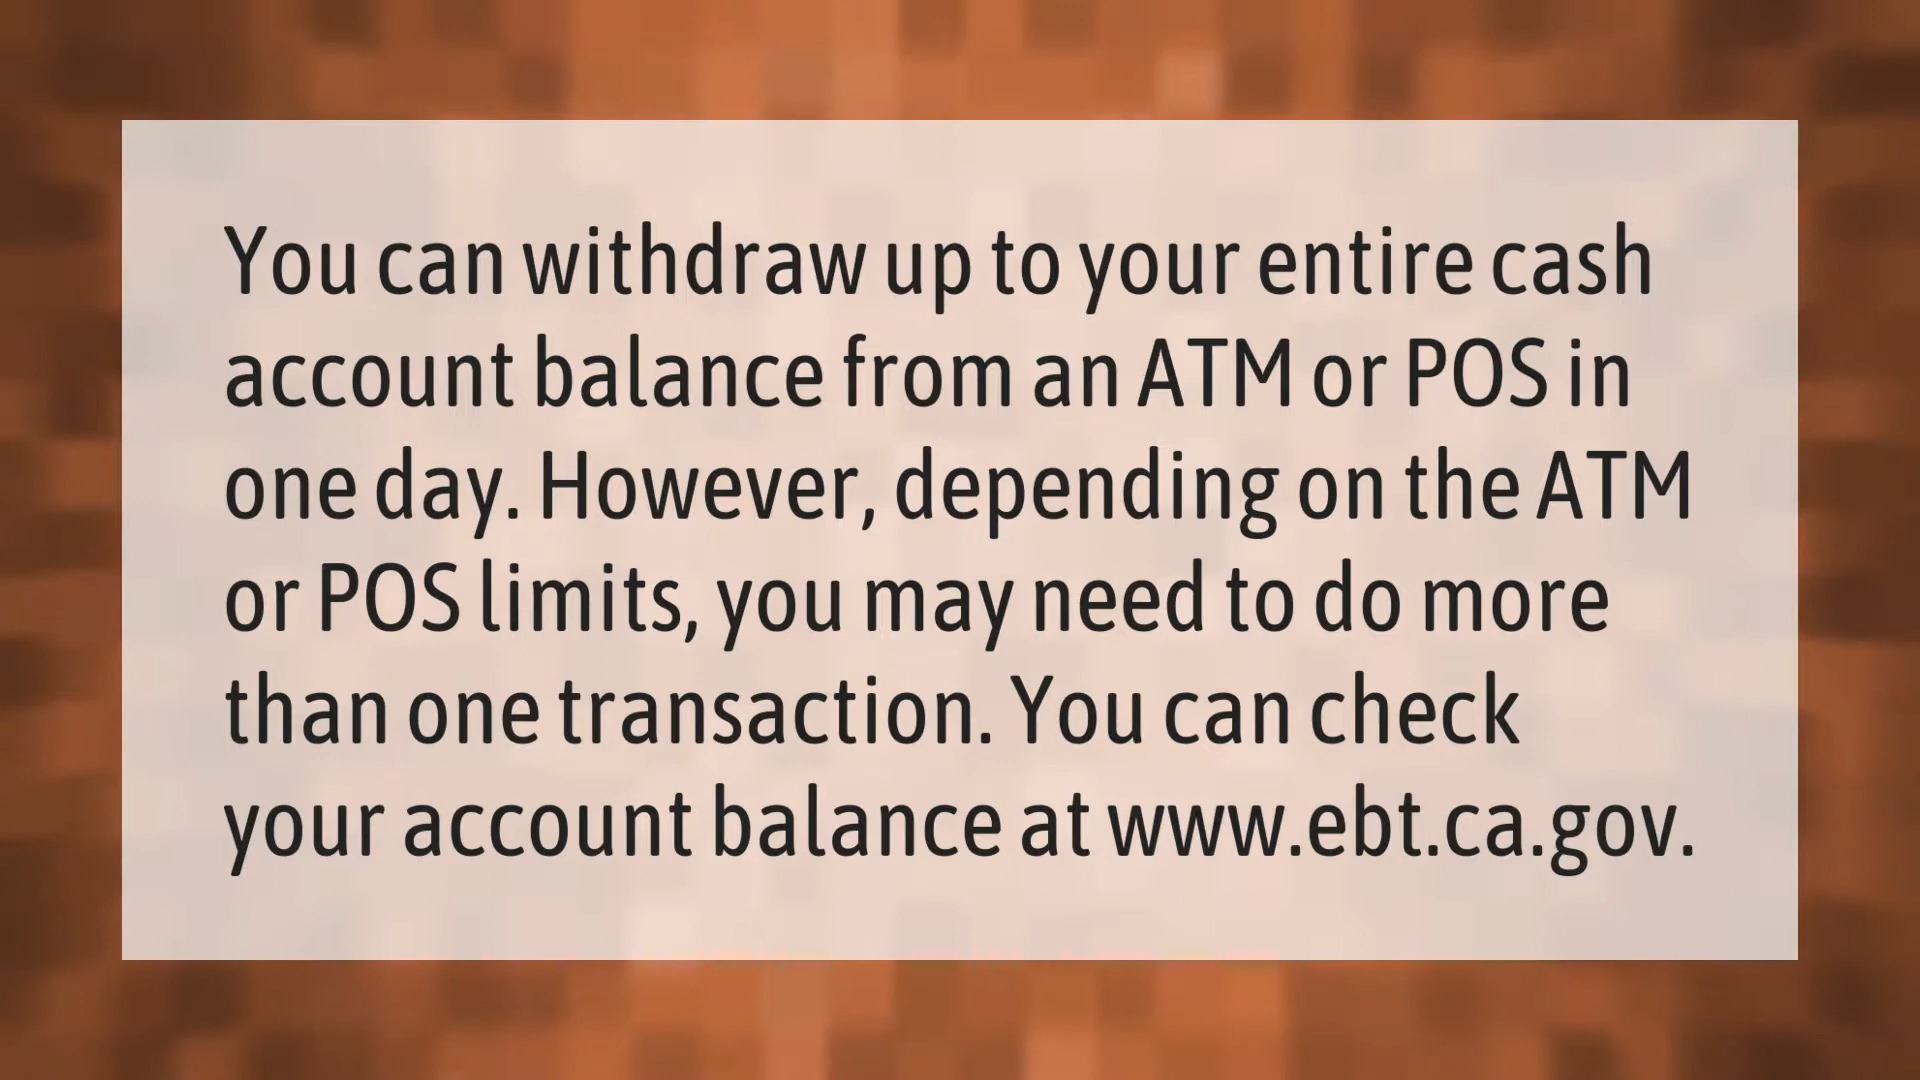 You can withdraw up to your entire cash
account balance from an ATM or POS in
one day. However, depending on the ATM
or POS limits, you may need to do more
than one transaction. You can check
your account balance at www.ebt.ca.gov.